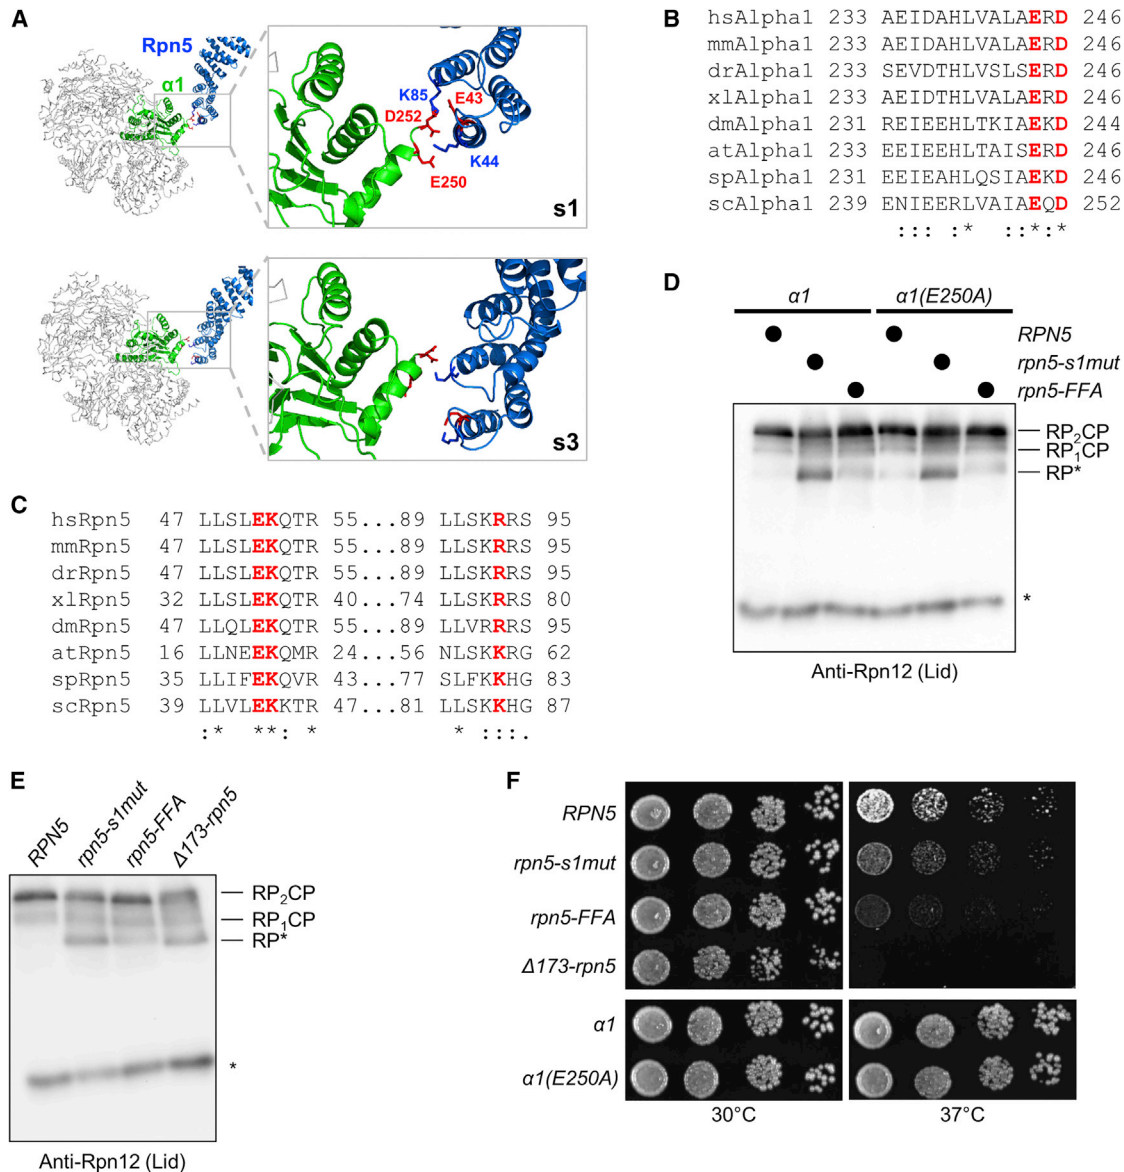 A
Rpn5
α1
K85
E43
D252
K44
E250
s1
s3
B
hsAlpha1 233 AEIDAHLVALAERD 246
mmAlpha1 233 AEIDAHLVALAERD 246
drAlpha1 233 SEVDTHLVSLSERD 246
xlAlpha1 233 AEIDTHLVALAERD 246
dmAlpha1 231 REIEEHLTKIAEKD 244
atAlpha1 233 EEIEEHLTAISERD 246
spAlpha1 231 EEIEAHLQSIAEKD 246
scAlpha1 239 ENIEERLVAIAEQD 252
::: :* ::*:*
C
hsRpn5 47 LLSLEKQTR 55...89 LLSKRRS 95
mmRpn5 47 LLSLEKQTR 55...89 LLSKRRS 95
drRpn5 47 LLSLEKQTR 55...89 LLSKRRS 95
xlRpn5 32 LLSLEKQTR 40...74 LLSKRRS 80
dmRpn5 47 LLQLEKQTR 55...89 LLVRRRS 95
atRpn5 16 LLNEEKQMR 24...56 NLSKKRG 62
spRpn5 35 LLIFEKQVR 43...77 SLFKKHG 83
scRpn5 39 LLVLEKKTR 47...81 LLSKKHG 87
:* **: * * :::.
D
α1 α1(E250A)
RPN5
rpn5-s1mut
rpn5-FFA
RP2CP
RP1CP
RP*
*
Anti-Rpn12 (Lid)
E
RPN5
rpn5-s1mut
rpn5-FFA
Δ173-rpn5
RP2CP
RP1CP
RP*
*
Anti-Rpn12 (Lid)
F
RPN5
rpn5-s1mut
rpn5-FFA
Δ173-rpn5
α1
α1(E250A)
30°C 37°C